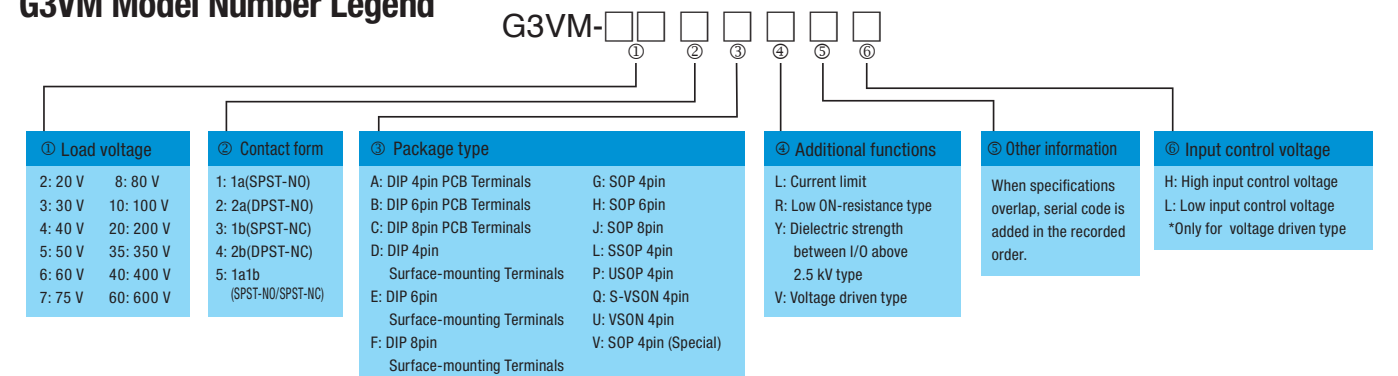 G3VM Model Number Legend
G3VM-□□ □ □ □ □ □
① ② ③ ④ ⑤ ⑥
① Load voltage
2: 20 V 8: 80 V
3: 30 V 10: 100 V
4: 40 V 20: 200 V
5: 50 V 35: 350 V
6: 60 V 40: 400 V
7: 75 V 60: 600 V
② Contact form
1: 1a(SPST-NO)
2: 2a(DPST-NO)
3: 1b(SPST-NC)
4: 2b(DPST-NC)
5: 1a1b
(SPST-NO/SPST-NC)
③ Package type
A: DIP 4pin PCB Terminals
B: DIP 6pin PCB Terminals
C: DIP 8pin PCB Terminals
D: DIP 4pin
Surface-mounting Terminals
E: DIP 6pin
Surface-mounting Terminals
F: DIP 8pin
Surface-mounting Terminals
G: SOP 4pin
H: SOP 6pin
J: SOP 8pin
L: SSOP 4pin
P: USOP 4pin
Q: S-VSON 4pin
U: VSON 4pin
V: SOP 4pin (Special)
④ Additional functions
L: Current limit
R: Low ON-resistance type
Y: Dielectric strength
between I/O above
2.5 kV type
V: Voltage driven type
⑤ Other information
When specifications
overlap, serial code is
added in the recorded
order.
⑥ Input control voltage
H: High input control voltage
L: Low input control voltage
*Only for voltage driven type